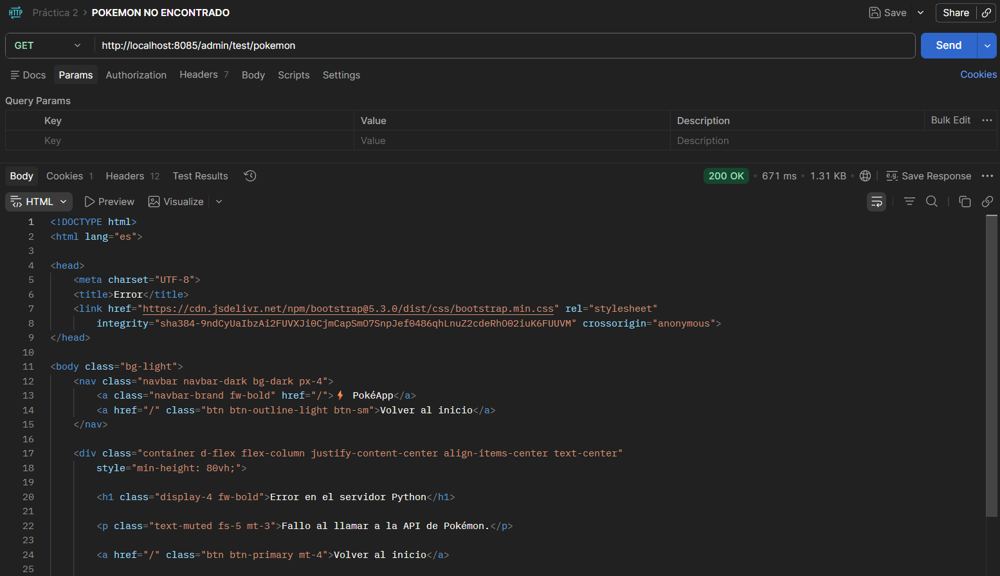 HTTP Práctica 2 > POKEMON NO ENCONTRADO Save Share
GET http://localhost:8085/admin/test/pokemon Send
Docs Params Authorization Headers 7 Body Scripts Settings Cookies
Query Params
Key Value Description Bulk Edit
Key Value Description
Body Cookies 1 Headers 12 Test Results 200 OK • 671 ms • 1.31 KB • e.g. Save Response
HTML Preview Visualize
1 <!DOCTYPE html>
2 <html lang="es">
3
4 <head>
5 <meta charset="UTF-8">
6 <title>Error</title>
7 <link href="https://cdn.jsdelivr.net/npm/bootstrap@5.3.0/dist/css/bootstrap.min.css" rel="stylesheet"
8 integrity="sha384-9ndCyUaIbzAi2FUVXJi0CjmCapSmO7SnpJef0486qhLnuZ2cdeRhO02iuK6FUUVM" crossorigin="anonymous">
9 </head>
10
11 <body class="bg-light">
12 <nav class="navbar navbar-dark bg-dark px-4">
13 <a class="navbar-brand fw-bold" href="/">⚡ PokéApp</a>
14 <a href="/" class="btn btn-outline-light btn-sm">Volver al inicio</a>
15 </nav>
16
17 <div class="container d-flex flex-column justify-content-center align-items-center text-center"
18 style="min-height: 80vh;">
19
20 <h1 class="display-4 fw-bold">Error en el servidor Python</h1>
21
22 <p class="text-muted fs-5 mt-3">Fallo al llamar a la API de Pokémon.</p>
23
24 <a href="/" class="btn btn-primary mt-4">Volver al inicio</a>
25